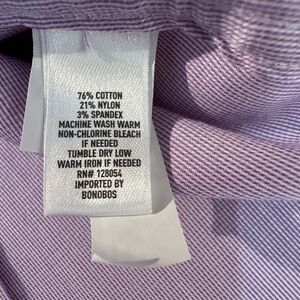 76% COTTON
21% NYLON
3% SPANDEX
MACHINE WASH WARM
NON-CHLORINE BLEACH
IF NEEDED
TUMBLE DRY LOW
WARM IRON IF NEEDED
RN# 128054
IMPORTED BY
BONOBOS